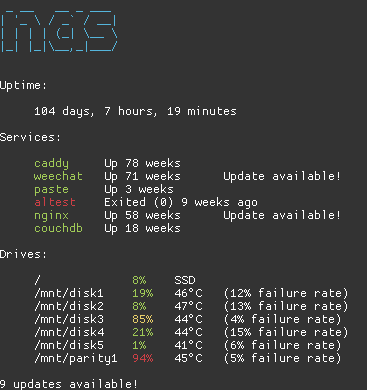 nas
Uptime:
104 days, 7 hours, 19 minutes
Services:
caddy Up 78 weeks
weechat Up 71 weeks Update available!
paste Up 3 weeks
altest Exited (0) 9 weeks ago
nginx Up 58 weeks Update available!
couchdb Up 18 weeks
Drives:
/ 8% SSD
/mnt/disk1 19% 46°C (12% failure rate)
/mnt/disk2 8% 47°C (13% failure rate)
/mnt/disk3 85% 44°C (4% failure rate)
/mnt/disk4 21% 44°C (15% failure rate)
/mnt/disk5 1% 41°C (6% failure rate)
/mnt/parity1 94% 45°C (5% failure rate)
9 updates available!